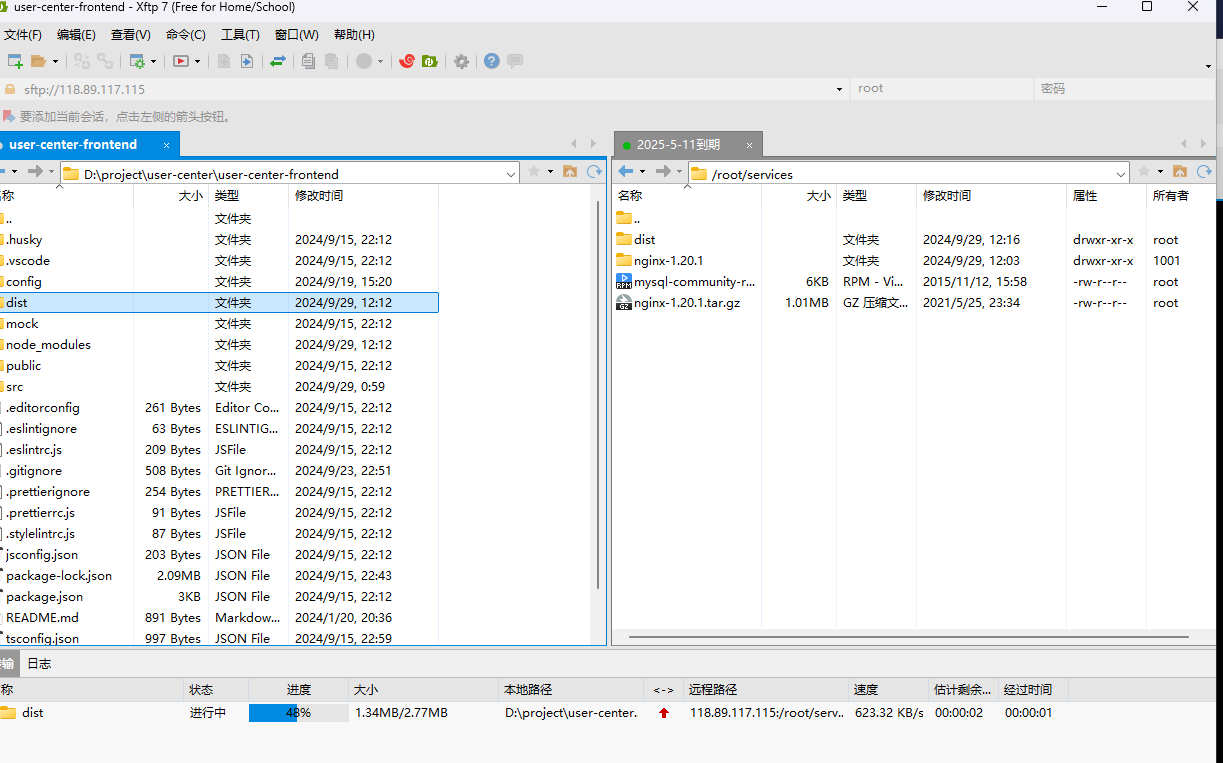 user-center-frontend - Xftp 7 (Free for Home/School)
文件(F) 编辑(E) 查看(V) 命令(C) 工具(T) 窗口(W) 帮助(H)
sftp://118.89.117.115 root 密码
要添加当前会话，点击左侧的箭头按钮。
user-center-frontend ×
D:\project\user-center\user-center-frontend
称 大小 类型 修改时间
.. 文件夹
.husky 文件夹 2024/9/15, 22:12
.vscode 文件夹 2024/9/15, 22:12
config 文件夹 2024/9/19, 15:20
dist 文件夹 2024/9/29, 12:12
mock 文件夹 2024/9/15, 22:12
node_modules 文件夹 2024/9/29, 12:12
public 文件夹 2024/9/15, 22:12
src 文件夹 2024/9/29, 0:59
.editorconfig 261 Bytes Editor Co... 2024/9/15, 22:12
.eslintignore 63 Bytes ESLINTIG... 2024/9/15, 22:12
.eslintrc.js 209 Bytes JSFile 2024/9/15, 22:12
.gitignore 508 Bytes Git Ignor... 2024/9/23, 22:51
.prettierignore 254 Bytes PRETTIER... 2024/9/15, 22:12
.prettierrc.js 91 Bytes JSFile 2024/9/15, 22:12
.stylelintrc.js 87 Bytes JSFile 2024/9/15, 22:12
jsconfig.json 203 Bytes JSON File 2024/9/15, 22:12
package-lock.json 2.09MB JSON File 2024/9/15, 22:43
package.json 3KB JSON File 2024/9/15, 22:12
README.md 891 Bytes Markdow... 2024/1/20, 20:36
tsconfig.json 997 Bytes JSON File 2024/9/15, 22:59
2025-5-11到期 ×
/root/services
名称 大小 类型 修改时间 属性 所有者
..
dist 文件夹 2024/9/29, 12:16 drwxr-xr-x root
nginx-1.20.1 文件夹 2024/9/29, 12:03 drwxr-xr-x 1001
mysql-community-r... 6KB RPM - Vi... 2015/11/12, 15:58 -rw-r--r-- root
nginx-1.20.1.tar.gz 1.01MB GZ 压缩文... 2021/5/25, 23:34 -rw-r--r-- root
输 日志
称 状态 进度 大小 本地路径 <-> 远程路径 速度 估计剩余... 经过时间
dist 进行中 48% 1.34MB/2.77MB D:\project\user-center. 118.89.117.115:/root/serv.. 623.32 KB/s 00:00:02 00:00:01